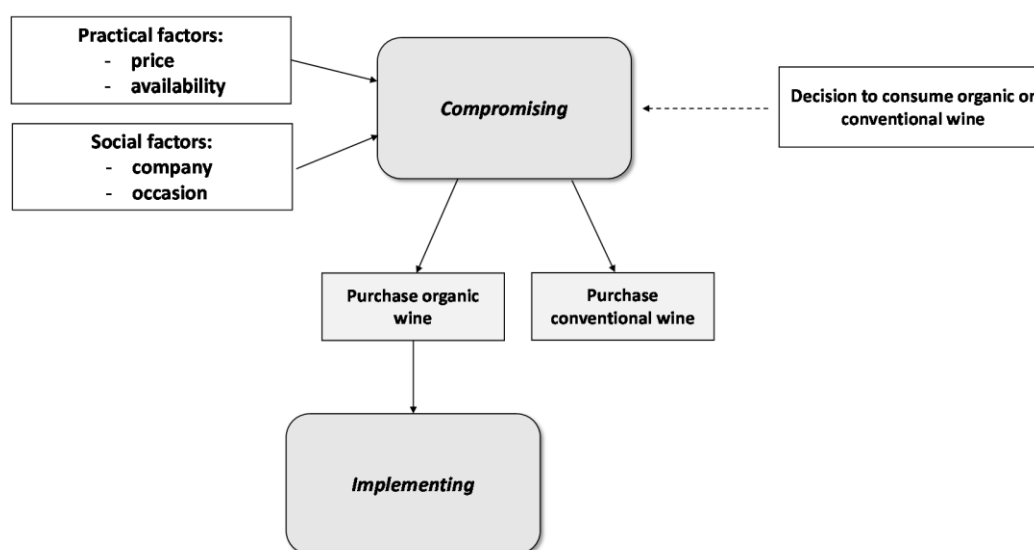 Practical factors:
- price
- availability
Social factors:
- company
- occasion
Compromising
Decision to consume organic or
conventional wine
Purchase organic
wine
Purchase
conventional wine
Implementing